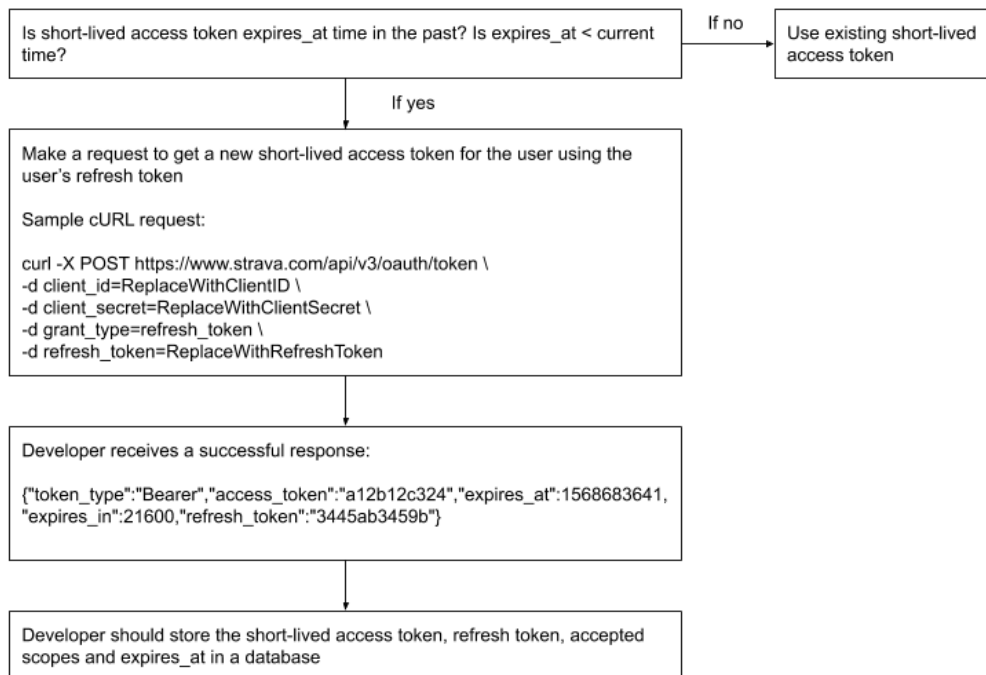 Is short-lived access token expires_at time in the past? Is expires_at < current
time?
If no
Use existing short-lived
access token
If yes
Make a request to get a new short-lived access token for the user using the
user's refresh token
Sample cURL request:
curl -X POST https://www.strava.com/api/v3/oauth/token \
-d client_id=ReplaceWithClientID \
-d client_secret=ReplaceWithClientSecret \
-d grant_type=refresh_token \
-d refresh_token=ReplaceWithRefreshToken
Developer receives a successful response:
{"token_type":"Bearer","access_token":"a12b12c324","expires_at":1568683641,
"expires_in":21600,"refresh_token":"3445ab3459b"}
Developer should store the short-lived access token, refresh token, accepted
scopes and expires_at in a database